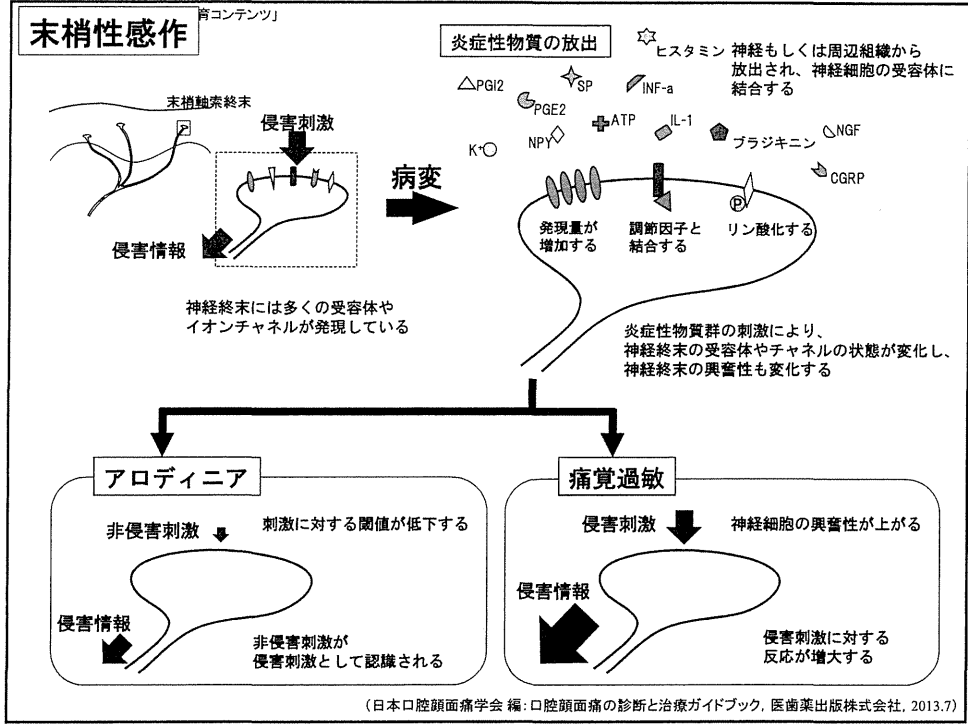 育コンテンツ」
末梢性感作
炎症性物質の放出
ヒスタミン
神経もしくは周辺組織から
放出され、神経細胞の受容体に
結合する
PGI2
SP
INF-a
PGE2
ATP
IL-1
NPY
ブラジキニン
NGF
K+
CGRP
末梢軸索終末
侵害刺激
病変
侵害情報
発現量が
増加する
調節因子と
結合する
P
リン酸化する
神経終末には多くの受容体や
イオンチャネルが発現している
炎症性物質群の刺激により、
神経終末の受容体やチャネルの状態が変化し、
神経終末の興奮性も変化する
アロディニア
非侵害刺激
刺激に対する閾値が低下する
侵害情報
非侵害刺激が
侵害刺激として認識される
痛覚過敏
侵害刺激
神経細胞の興奮性が上がる
侵害情報
侵害刺激に対する
反応が増大する
(日本口腔顔面痛学会 編:口腔顔面痛の診断と治療ガイドブック, 医歯薬出版株式会社, 2013.7)